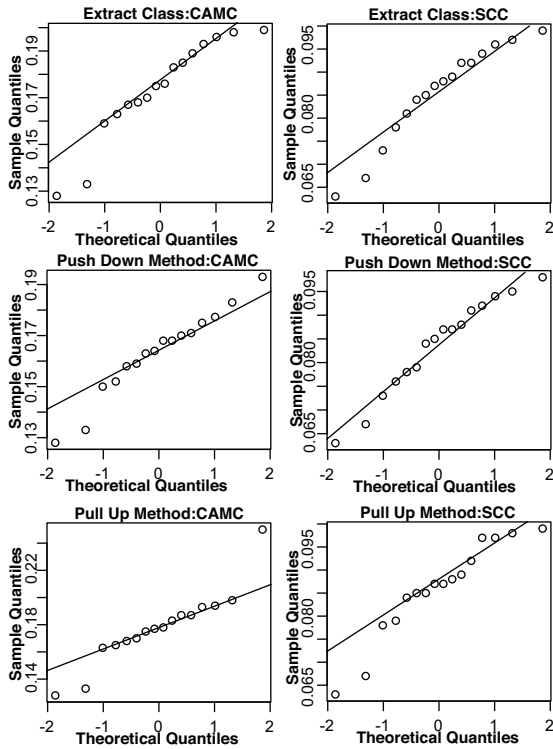 Extract Class:CAMC
Sample Quantiles
0.13 0.15 0.17 0.19
-2 -1 0 1 2
Theoretical Quantiles
Extract Class:SCC
Sample Quantiles
0.065 0.080 0.095
-2 -1 0 1 2
Theoretical Quantiles
Push Down Method:CAMC
Sample Quantiles
0.13 0.15 0.17 0.19
-2 -1 0 1 2
Theoretical Quantiles
Push Down Method:SCC
Sample Quantiles
0.065 0.080 0.095
-2 -1 0 1 2
Theoretical Quantiles
Pull Up Method:CAMC
Sample Quantiles
0.14 0.18 0.22
-2 -1 0 1 2
Theoretical Quantiles
Pull Up Method:SCC
Sample Quantiles
0.065 0.080 0.095
-2 -1 0 1 2
Theoretical Quantiles